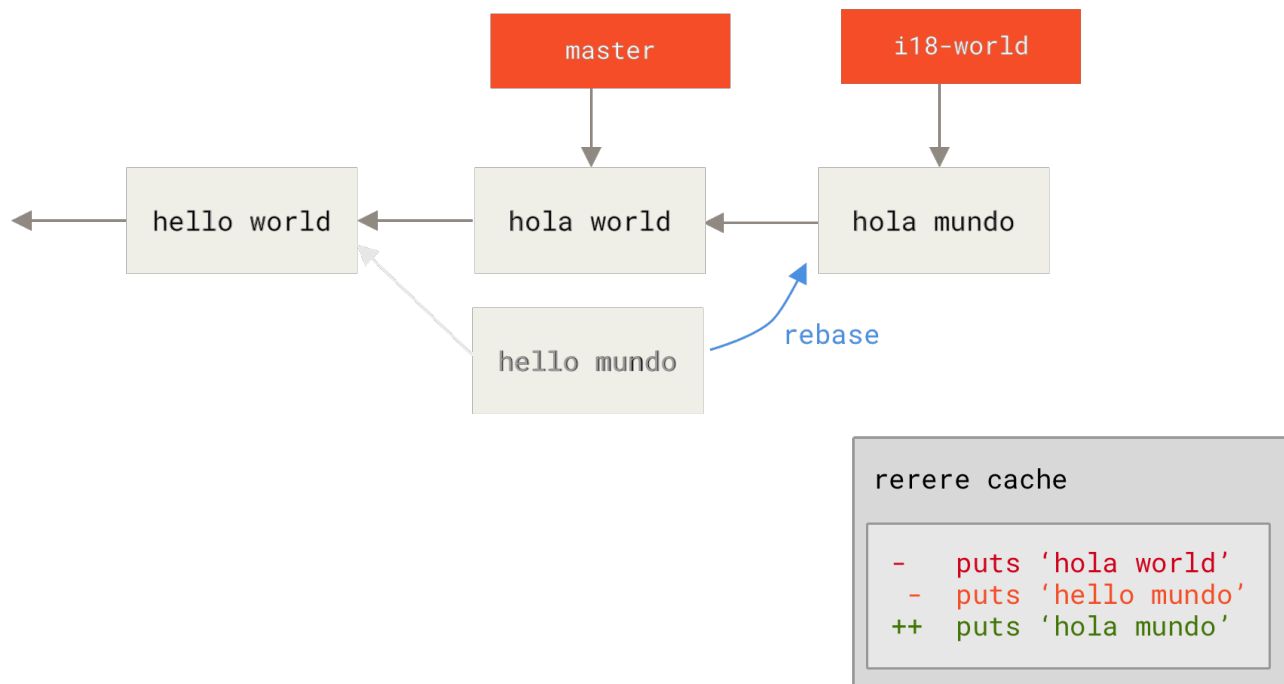 master
i18-world
hello world
hola world
hola mundo
hello mundo
rebase
rerere cache
-   puts ‘hola world’
 -  puts ‘hello mundo’
++  puts ‘hola mundo’